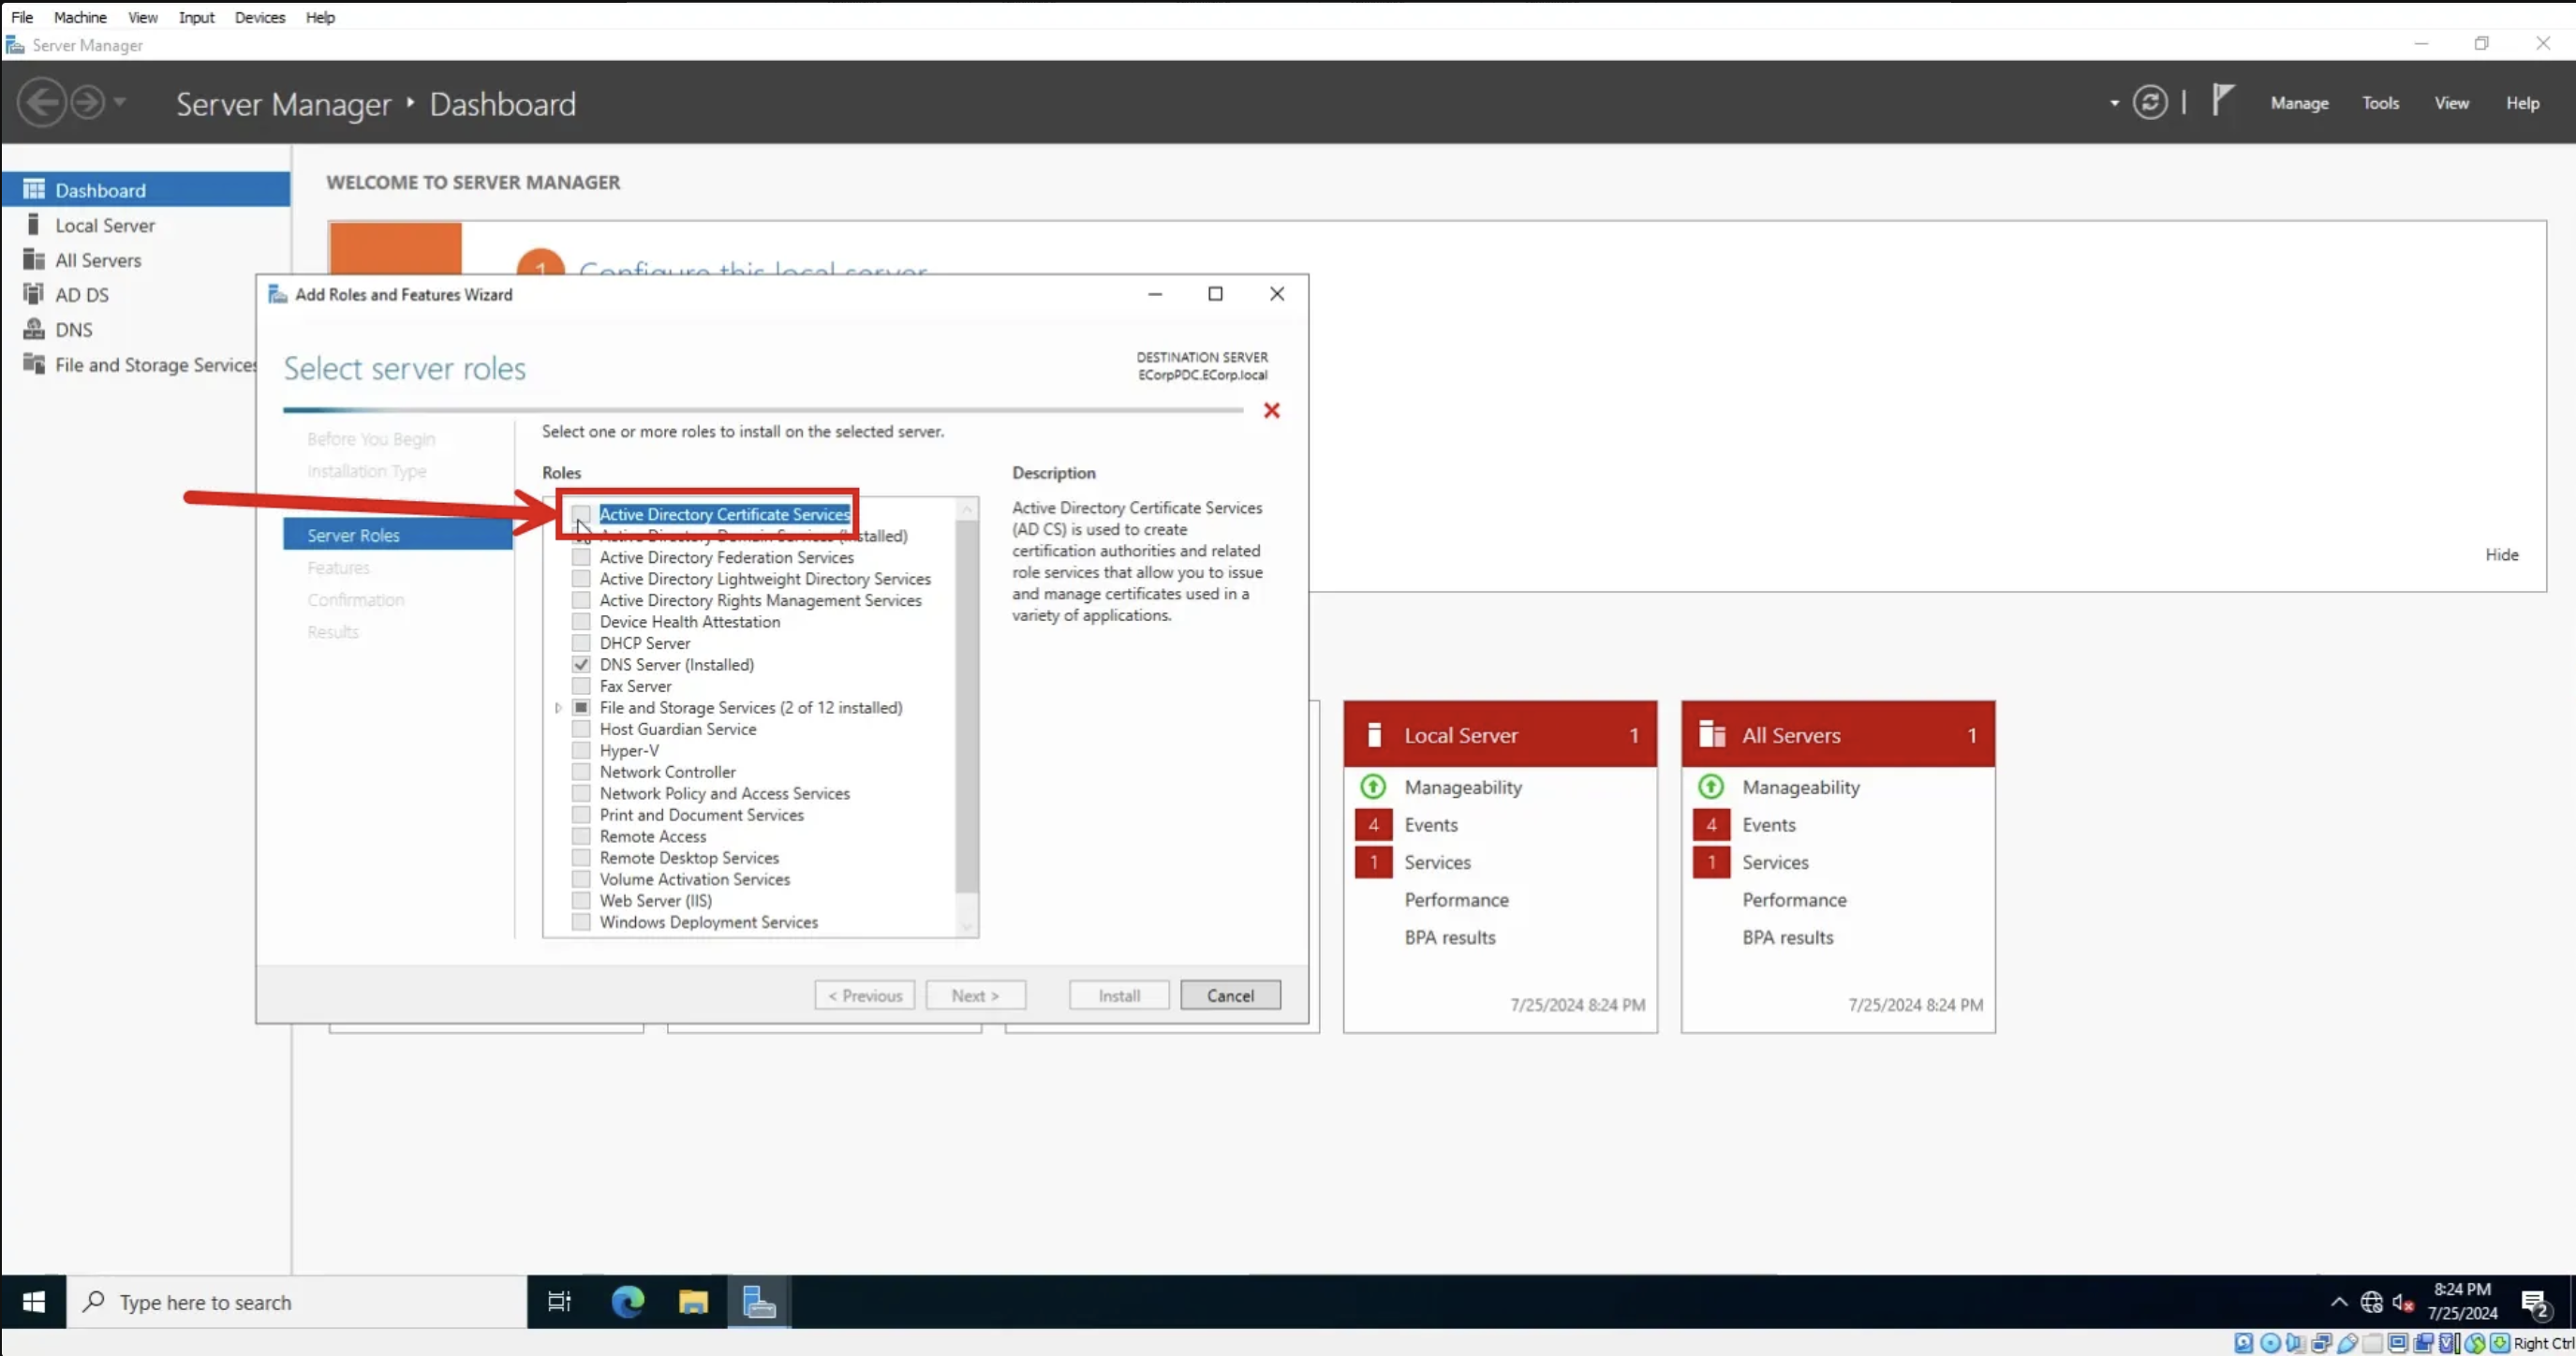 File Machine View Input Devices Help
Server Manager
Server Manager Dashboard
Manage Tools View Help
Dashboard
Local Server
All Servers
AD DS
DNS
File and Storage Services
WELCOME TO SERVER MANAGER
1 Configure this local server
Hide
Add Roles and Features Wizard
Select server roles
DESTINATION SERVER
ECorpPDC.ECorp.local
Before You Begin
Installation Type
Server Roles
Features
Confirmation
Results
Select one or more roles to install on the selected server.
Roles
Active Directory Certificate Services
Active Directory Domain Services (Installed)
Active Directory Federation Services
Active Directory Lightweight Directory Services
Active Directory Rights Management Services
Device Health Attestation
DHCP Server
DNS Server (Installed)
Fax Server
File and Storage Services (2 of 12 installed)
Host Guardian Service
Hyper-V
Network Controller
Network Policy and Access Services
Print and Document Services
Remote Access
Remote Desktop Services
Volume Activation Services
Web Server (IIS)
Windows Deployment Services
Description
Active Directory Certificate Services
(AD CS) is used to create
certification authorities and related
role services that allow you to issue
and manage certificates used in a
variety of applications.
< Previous Next > Install Cancel
Local Server 1
Manageability
4 Events
1 Services
Performance
BPA results
7/25/2024 8:24 PM
All Servers 1
Manageability
4 Events
1 Services
Performance
BPA results
7/25/2024 8:24 PM
Type here to search
8:24 PM
7/25/2024
2
Right Ctrl